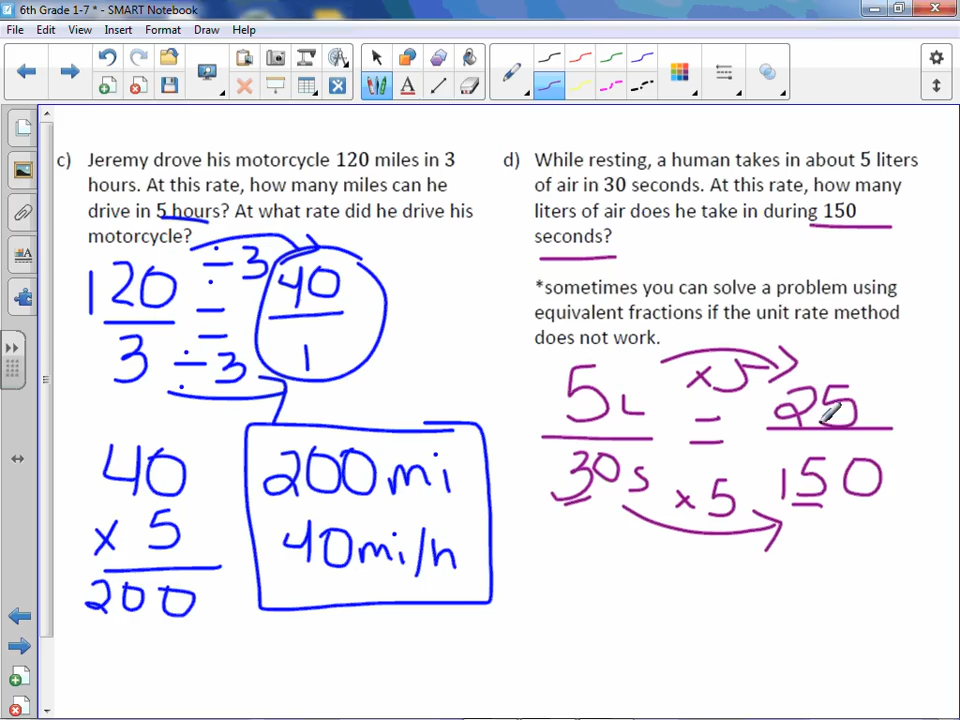 6th Grade 1-7 * - SMART Notebook
File Edit View Insert Format Draw Help
c) Jeremy drove his motorcycle 120 miles in 3
hours. At this rate, how many miles can he
drive in 5 hours? At what rate did he drive his
motorcycle?
120 ÷3 40
=
3 ÷3 1
40
x 5
200
200mi
40mi/h
d) While resting, a human takes in about 5 liters
of air in 30 seconds. At this rate, how many
liters of air does he take in during 150
seconds?
*sometimes you can solve a problem using
equivalent fractions if the unit rate method
does not work.
5L x5 25
=
30s x5 150